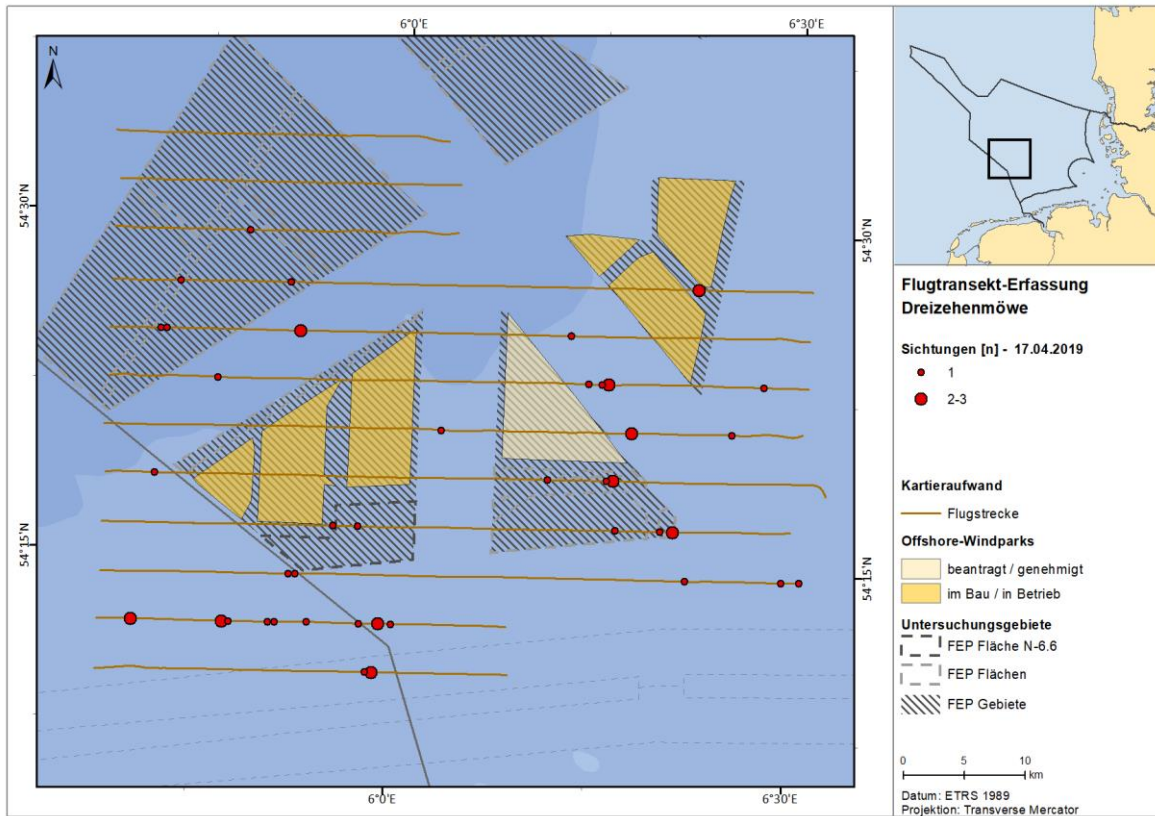 6°0'E
6°30'E
N
54°30'N
54°30'N
54°15'N
54°15'N
6°0'E
6°30'E
Flugtransekt-Erfassung
Dreizehenmöwe
Sichtungen [n] - 17.04.2019
1
2-3
Kartieraufwand
Flugstrecke
Offshore-Windparks
beantragt / genehmigt
im Bau / in Betrieb
Untersuchungsgebiete
FEP Fläche N-6.6
FEP Flächen
FEP Gebiete
0 5 10
km
Datum: ETRS 1989
Projektion: Transverse Mercator